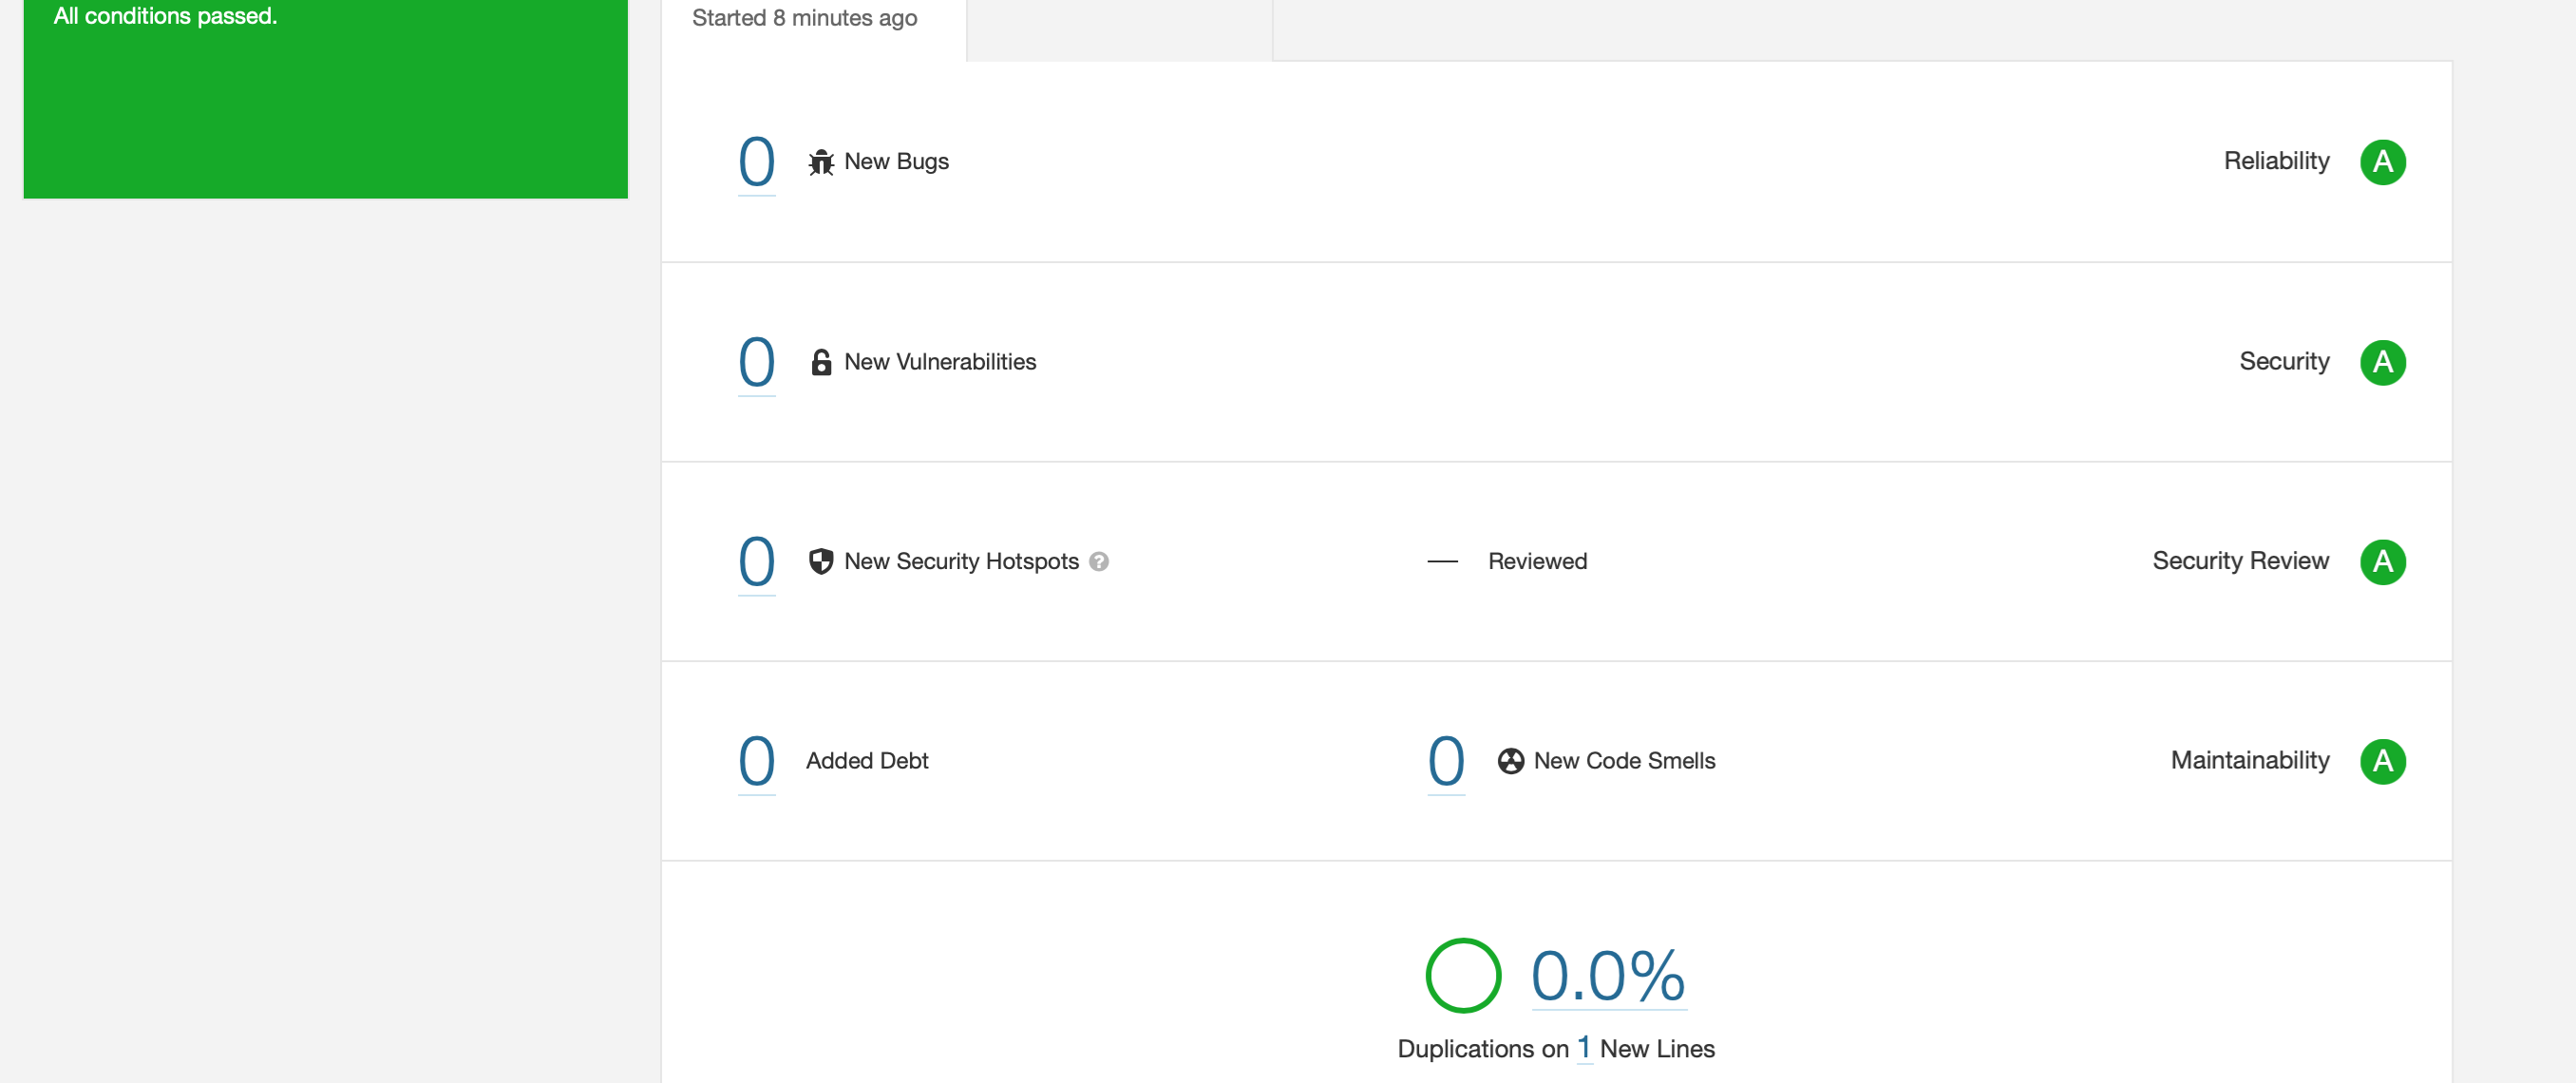 All conditions passed.
Started 8 minutes ago
0 New Bugs
Reliability A
0 New Vulnerabilities
Security A
0 New Security Hotspots ?
— Reviewed
Security Review A
0 Added Debt
0 New Code Smells
Maintainability A
0.0%
Duplications on 1 New Lines